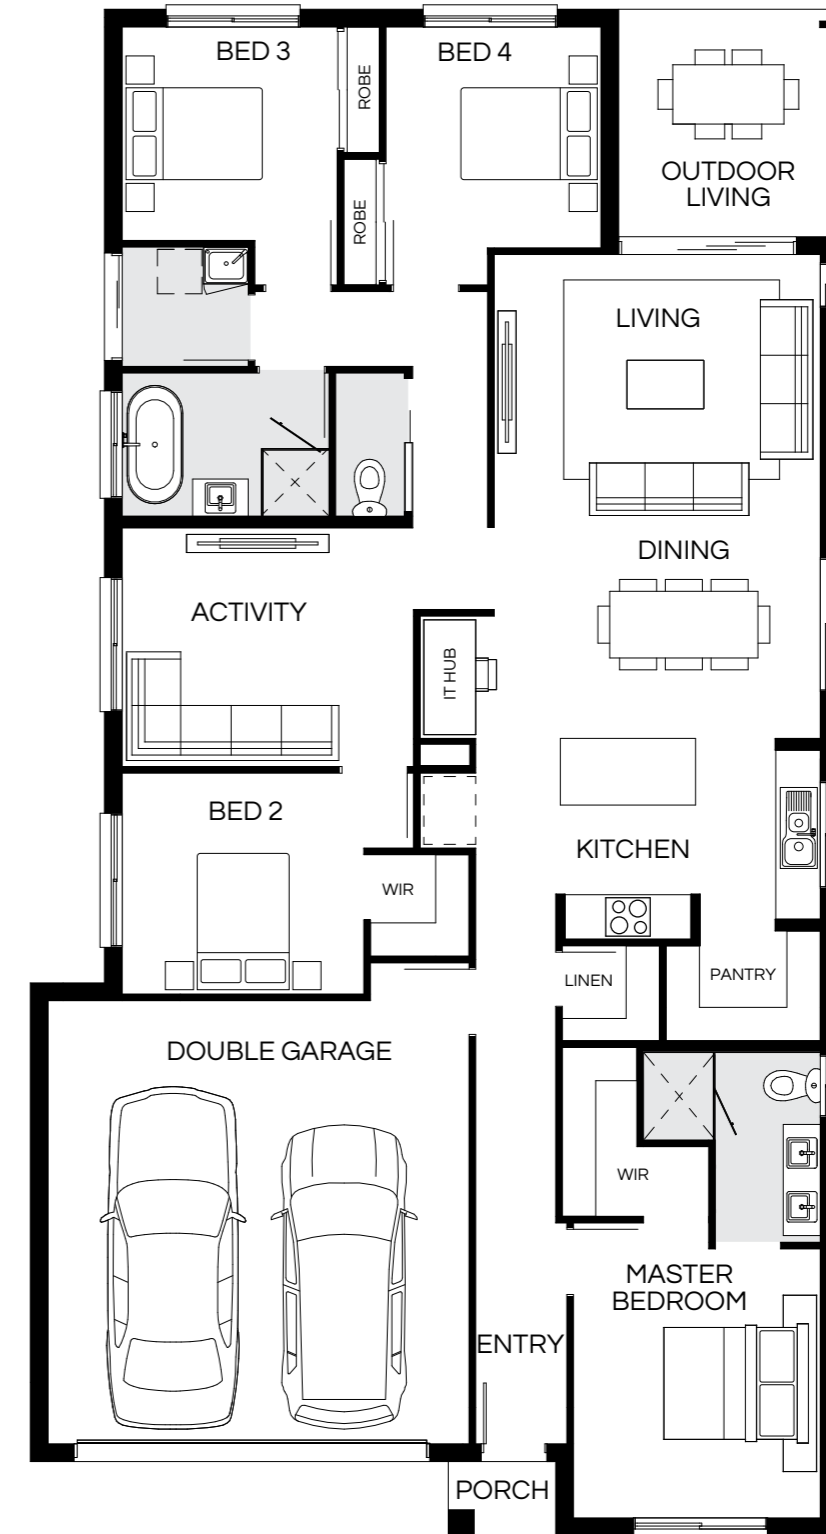 BED 3
BED 4
ROBE
ROBE
OUTDOOR
LIVING
LIVING
DINING
ACTIVITY
IT HUB
BED 2
KITCHEN
WIR
LINEN
PANTRY
DOUBLE GARAGE
WIR
MASTER
BEDROOM
ENTRY
PORCH